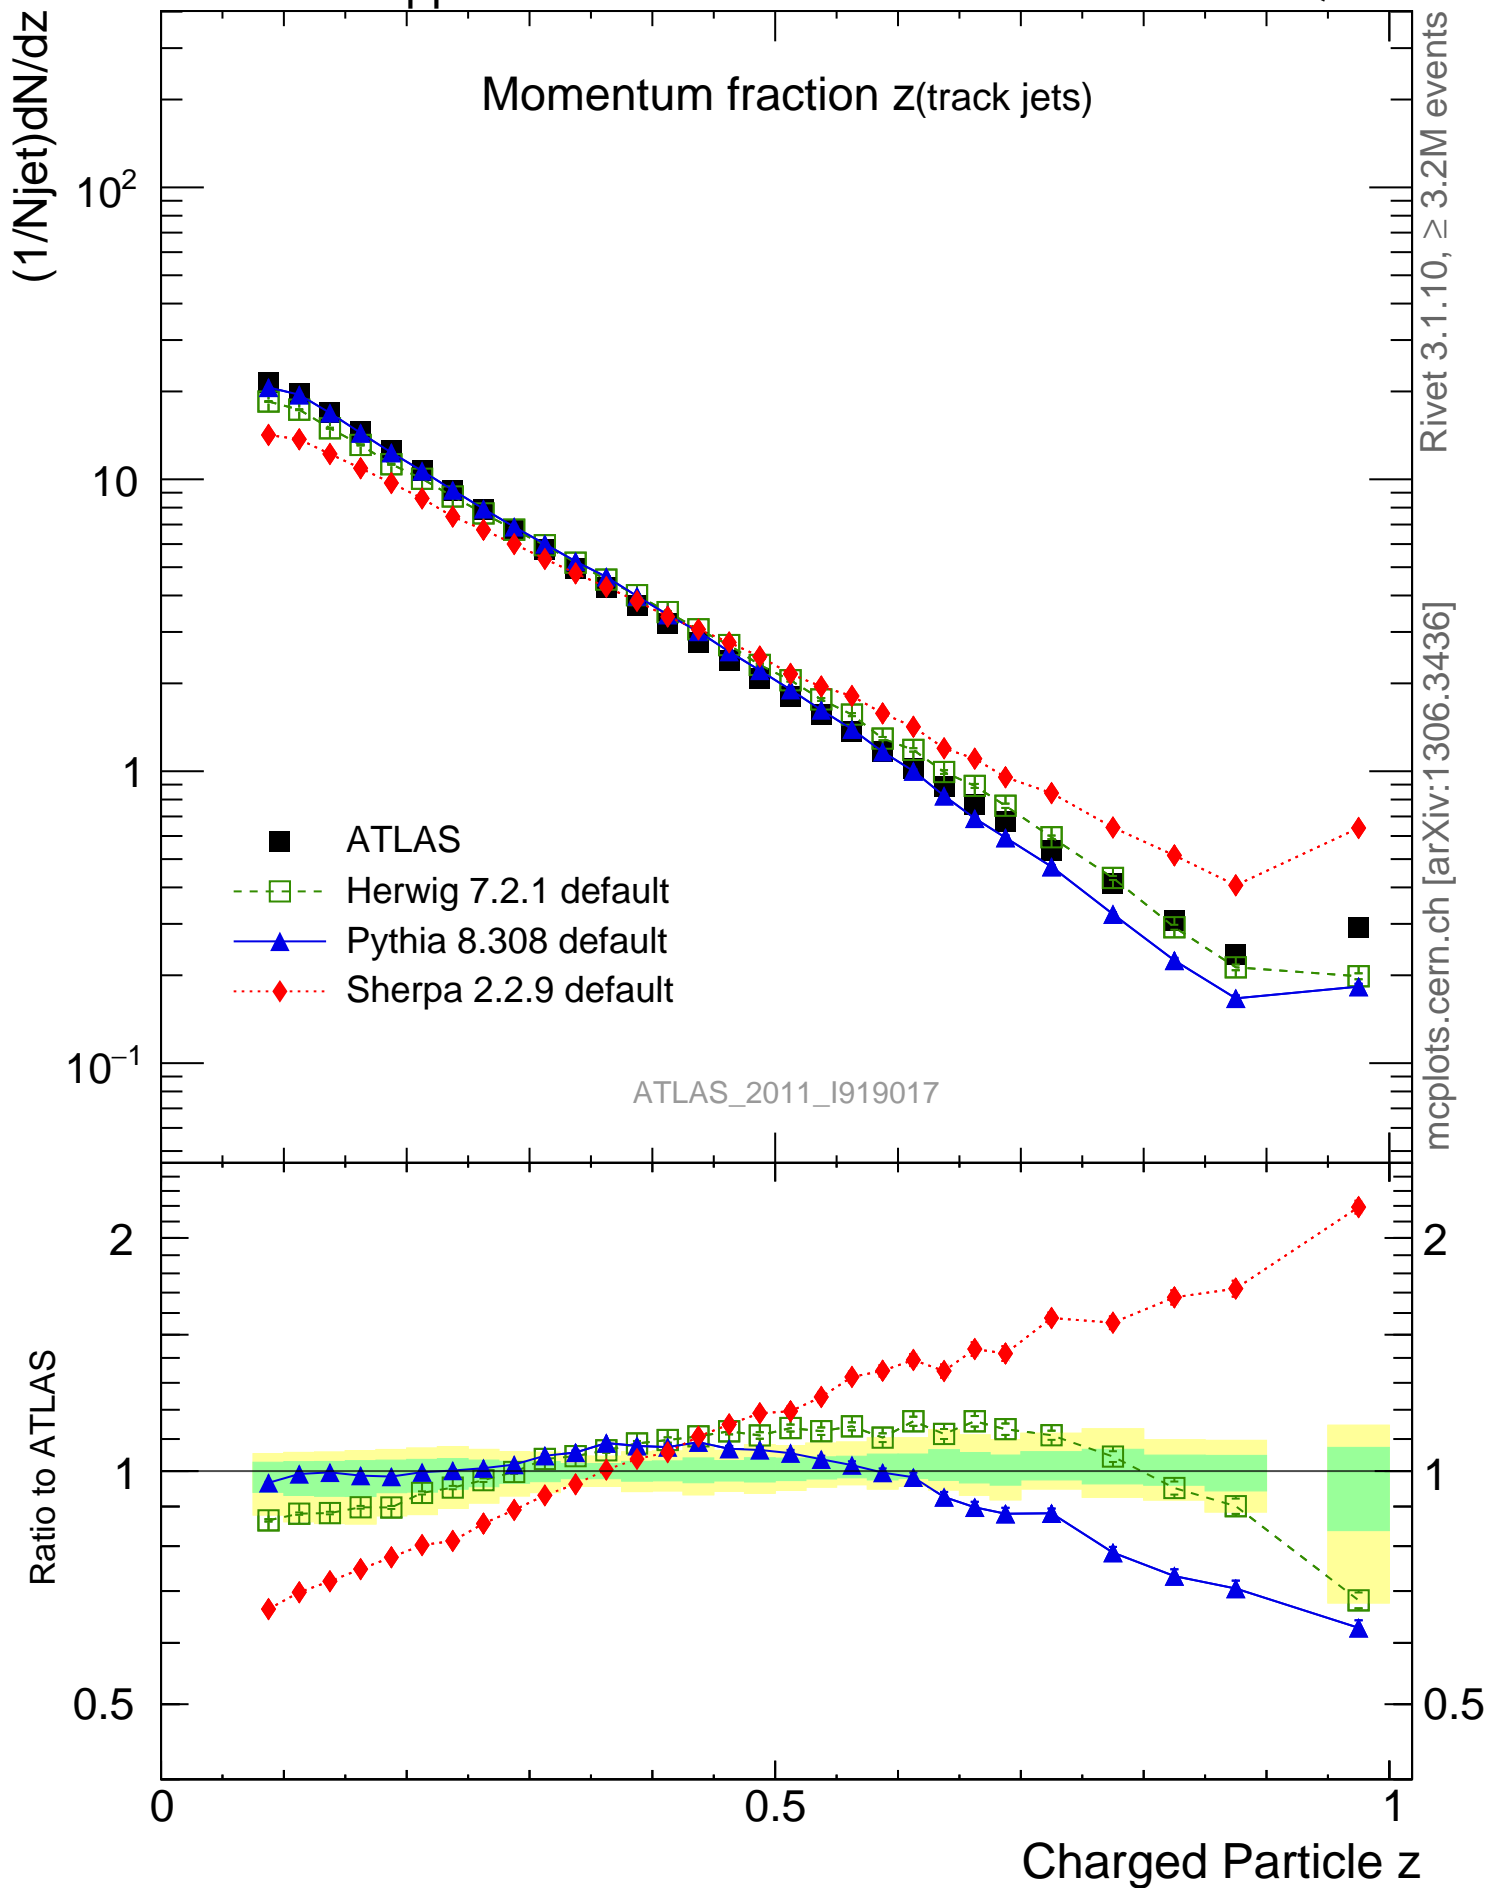 Momentum fraction z(track jets)
(1/Njet)dN/dz
10²
10
1
10⁻¹
ATLAS
Herwig 7.2.1 default
Pythia 8.308 default
Sherpa 2.2.9 default
ATLAS_2011_I919017
Rivet 3.1.10, ≥ 3.2M events
mcplots.cern.ch [arXiv:1306.3436]
Ratio to ATLAS
2
1
0.5
2
1
0.5
0
0.5
1
Charged Particle z